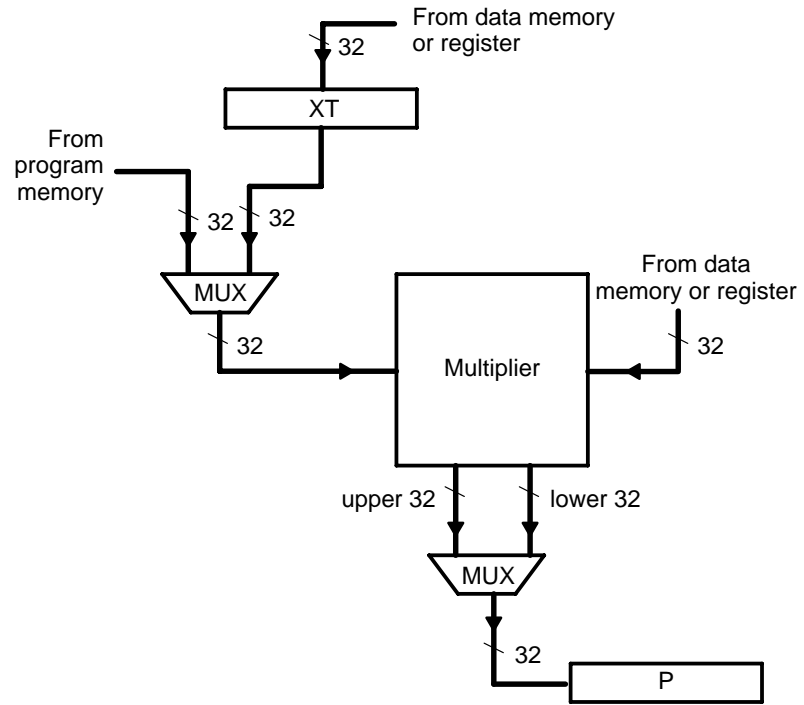 From data memory
or register
32
XT
From
program
memory
32
32
MUX
32
From data
memory or register
32
Multiplier
upper 32
lower 32
MUX
32
P